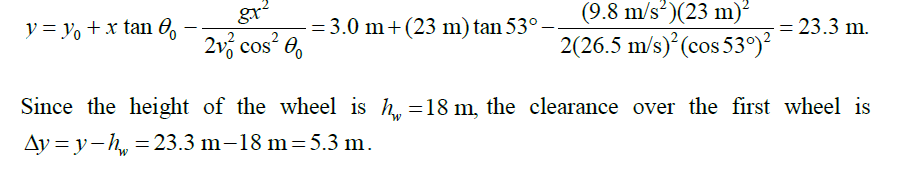 y = y₀ + x tan θ₀ − gx² / 2v₀² cos² θ₀ = 3.0 m + (23 m) tan 53° − (9.8 m/s²)(23 m)² / 2(26.5 m/s)² (cos 53°)² = 23.3 m.
Since the height of the wheel is h_w = 18 m, the clearance over the first wheel is
Δy = y − h_w = 23.3 m − 18 m = 5.3 m.